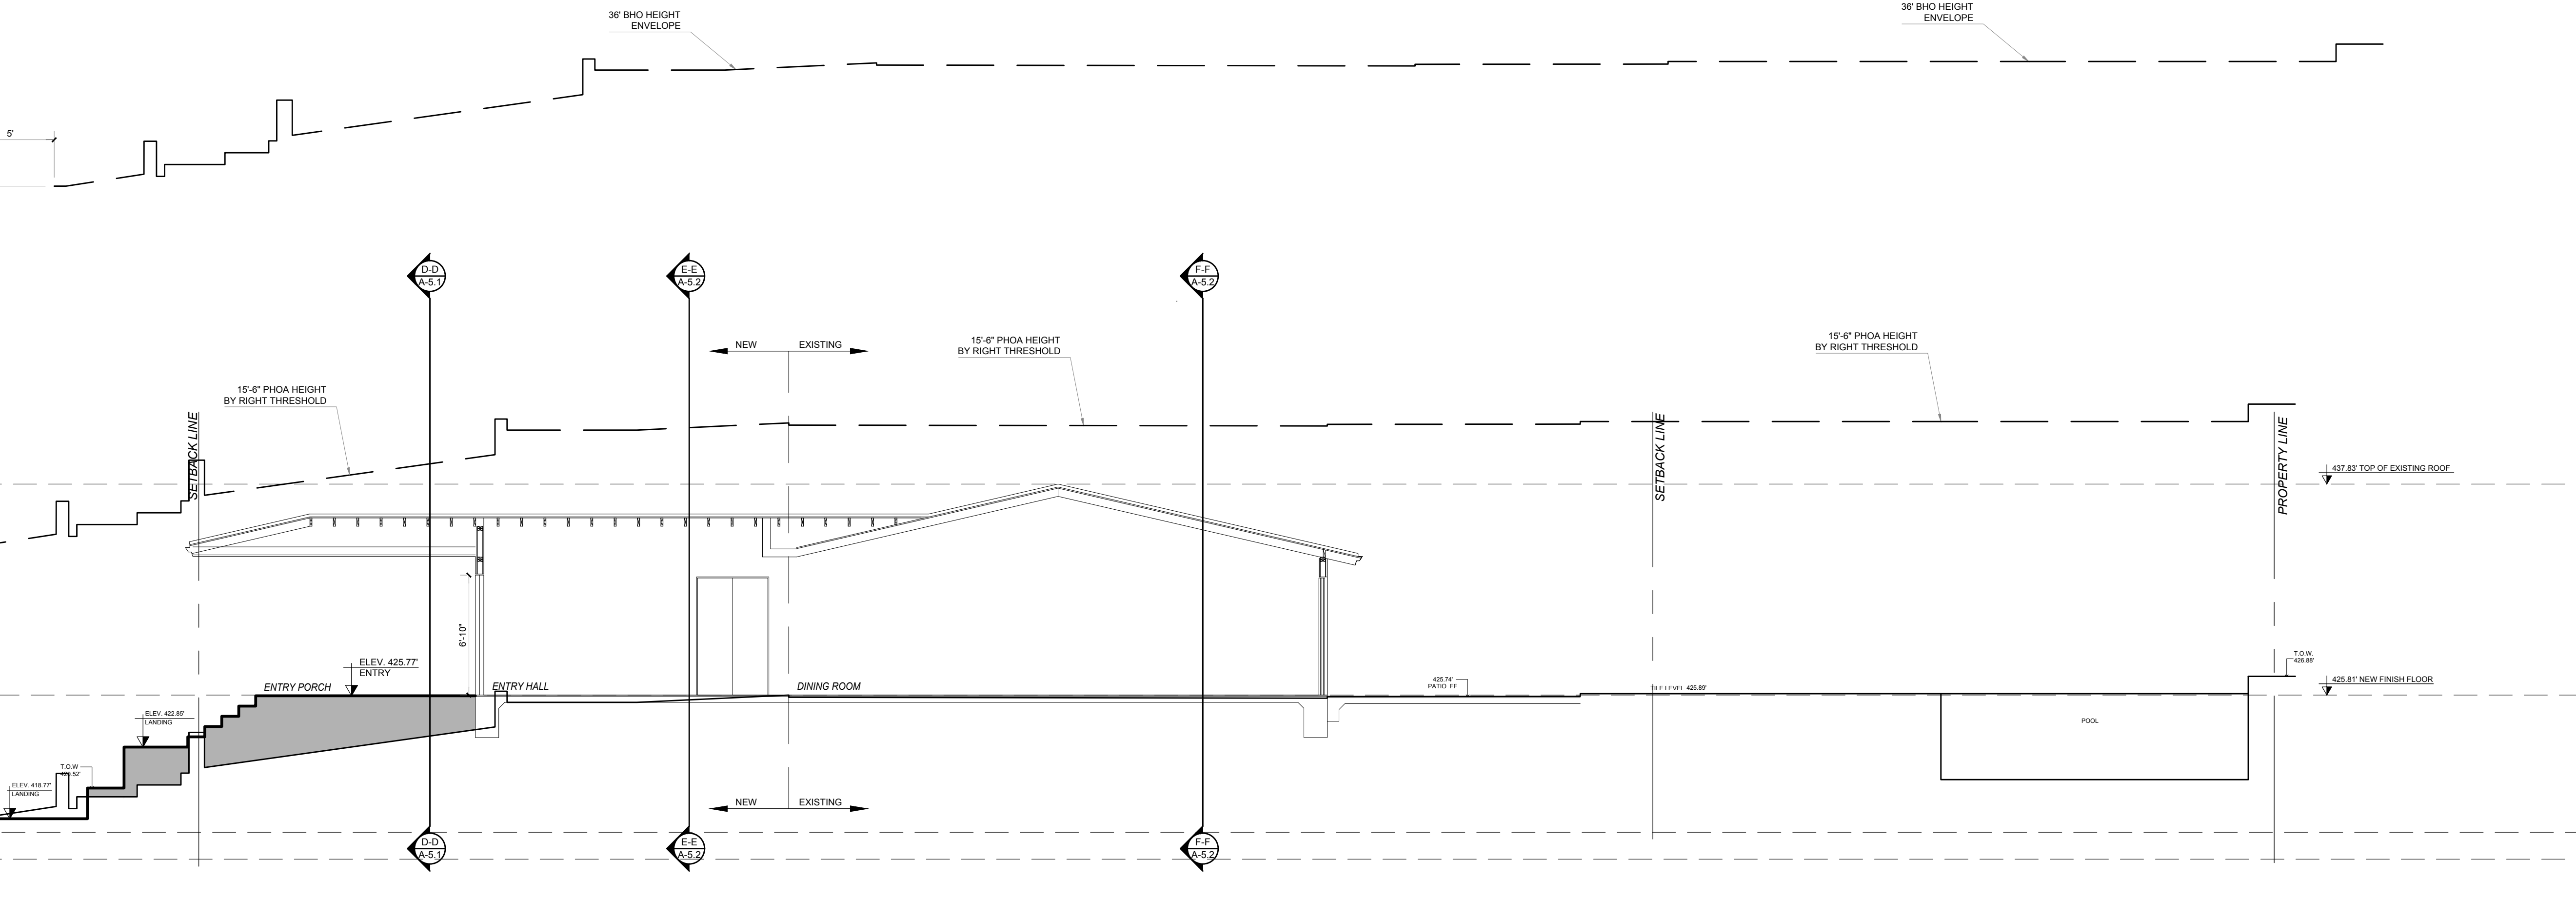 36' BHO HEIGHT
ENVELOPE
36' BHO HEIGHT
ENVELOPE
5'
D-D
A-5.1
E-E
A-5.2
F-F
A-5.2
NEW
EXISTING
15'-6" PHOA HEIGHT
BY RIGHT THRESHOLD
15'-6" PHOA HEIGHT
BY RIGHT THRESHOLD
15'-6" PHOA HEIGHT
BY RIGHT THRESHOLD
SETBACK LINE
SETBACK LINE
PROPERTY LINE
437.83' TOP OF EXISTING ROOF
6'-10"
ELEV. 425.77'
ENTRY
ENTRY PORCH
ENTRY HALL
DINING ROOM
425.74'
PATIO FF
TILE LEVEL 425.89'
T.O.W.
426.88'
425.81' NEW FINISH FLOOR
ELEV. 422.85'
LANDING
POOL
T.O.W
ELEV. 418.77'
LANDING
NEW
EXISTING
D-D
A-5.1
E-E
A-5.2
F-F
A-5.2